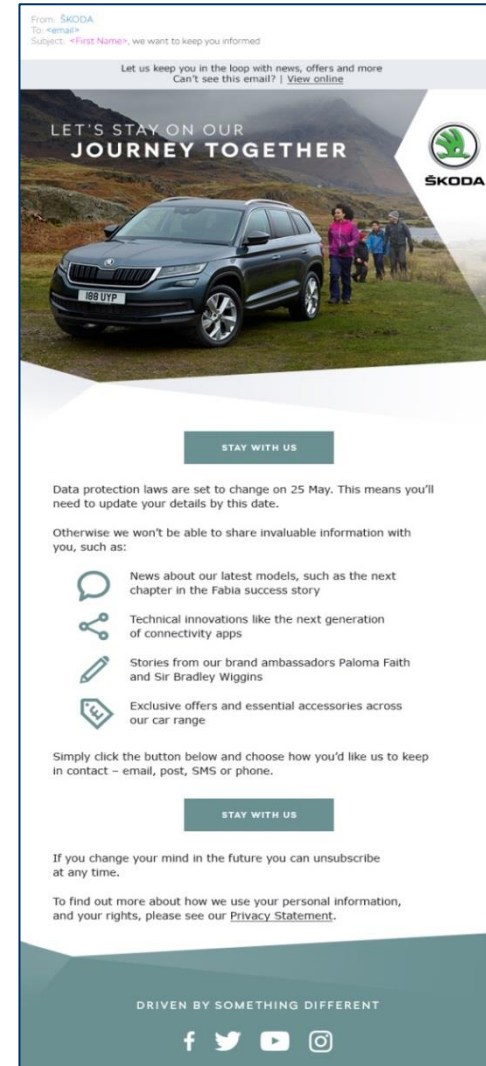 From: ŠKODA
To: <email>
Subject: <First Name>, we want to keep you informed
Let us keep you in the loop with news, offers and more
Can't see this email? | View online
LET'S STAY ON OUR
JOURNEY TOGETHER
ŠKODA
188 UYP
STAY WITH US
Data protection laws are set to change on 25 May. This means you'll
need to update your details by this date.
Otherwise we won't be able to share invaluable information with
you, such as:
News about our latest models, such as the next
chapter in the Fabia success story
Technical innovations like the next generation
of connectivity apps
Stories from our brand ambassadors Paloma Faith
and Sir Bradley Wiggins
Exclusive offers and essential accessories across
our car range
Simply click the button below and choose how you'd like us to keep
in contact – email, post, SMS or phone.
STAY WITH US
If you change your mind in the future you can unsubscribe
at any time.
To find out more about how we use your personal information,
and your rights, please see our Privacy Statement.
DRIVEN BY SOMETHING DIFFERENT